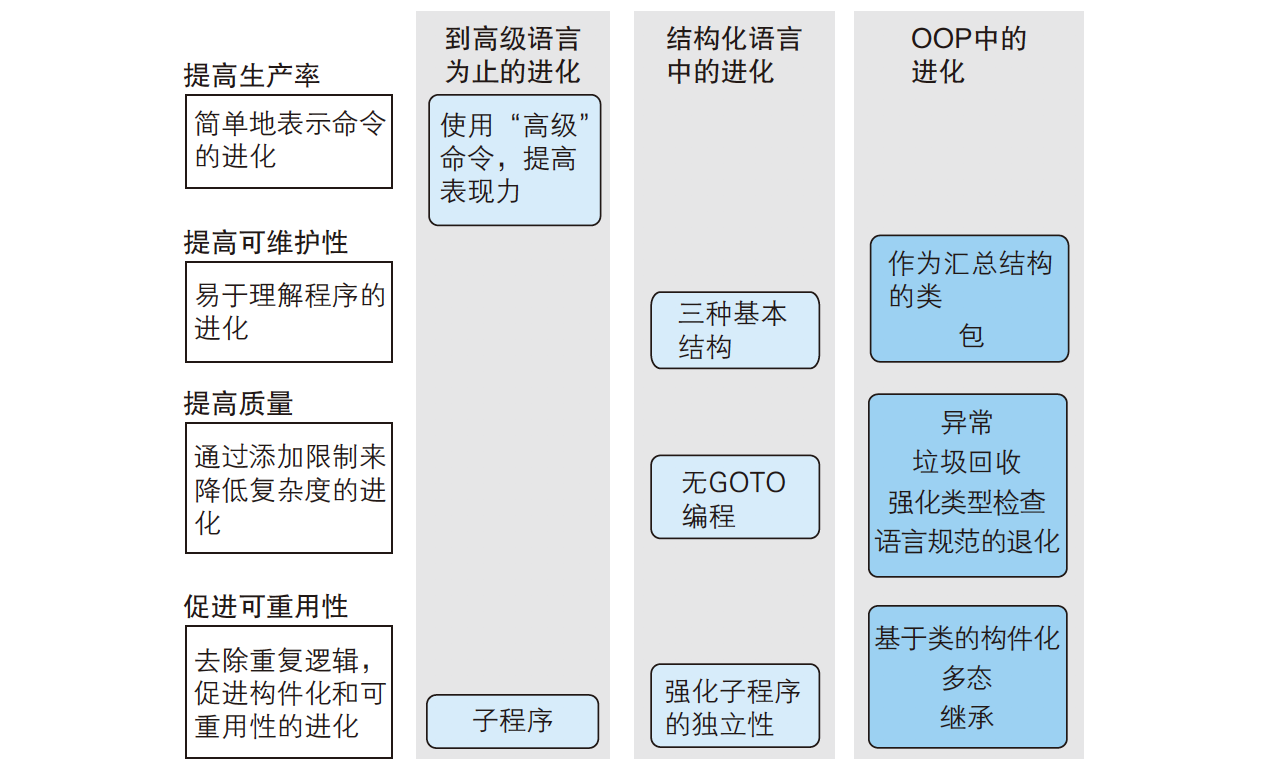 到高级语言
为止的进化
结构化语言
中的进化
OOP中的
进化
提高生产率
简单地表示命令
的进化
使用“高级”
命令，提高
表现力
提高可维护性
易于理解程序的
进化
三种基本
结构
作为汇总结构
的类
包
提高质量
通过添加限制来
降低复杂度的进
化
无GOTO
编程
异常
垃圾回收
强化类型检查
语言规范的退化
促进可重用性
去除重复逻辑，
促进构件化和可
重用性的进化
子程序
强化子程序
的独立性
基于类的构件化
多态
继承